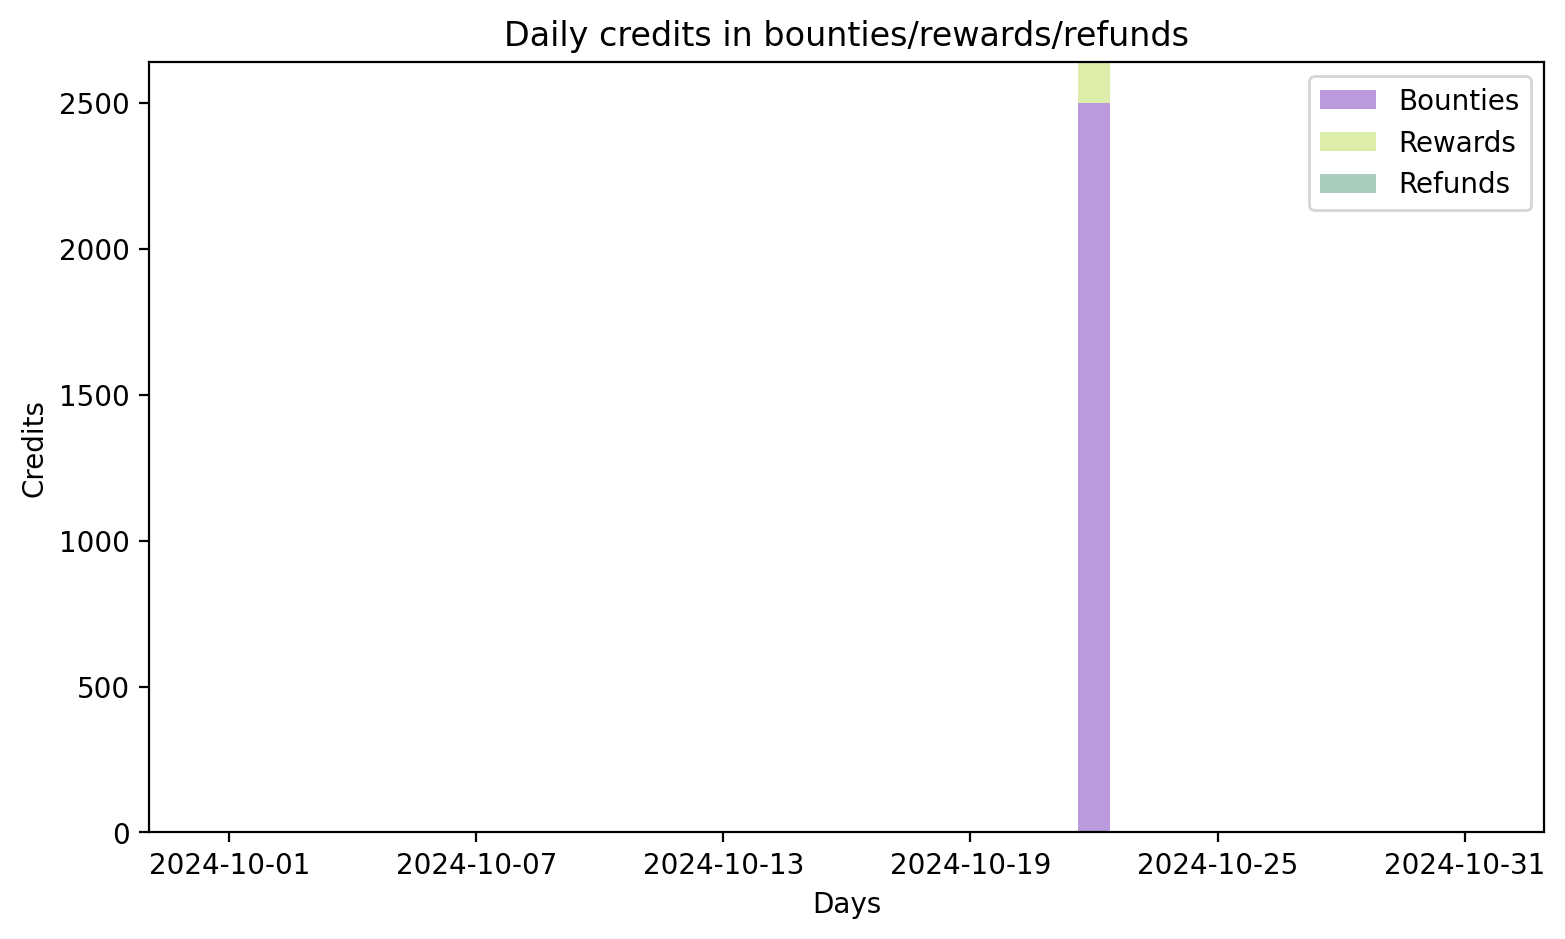 Daily credits in bounties/rewards/refunds
2500
2000
1500
1000
500
0
Credits
Bounties
Rewards
Refunds
2024-10-01
2024-10-07
2024-10-13
2024-10-19
2024-10-25
2024-10-31
Days